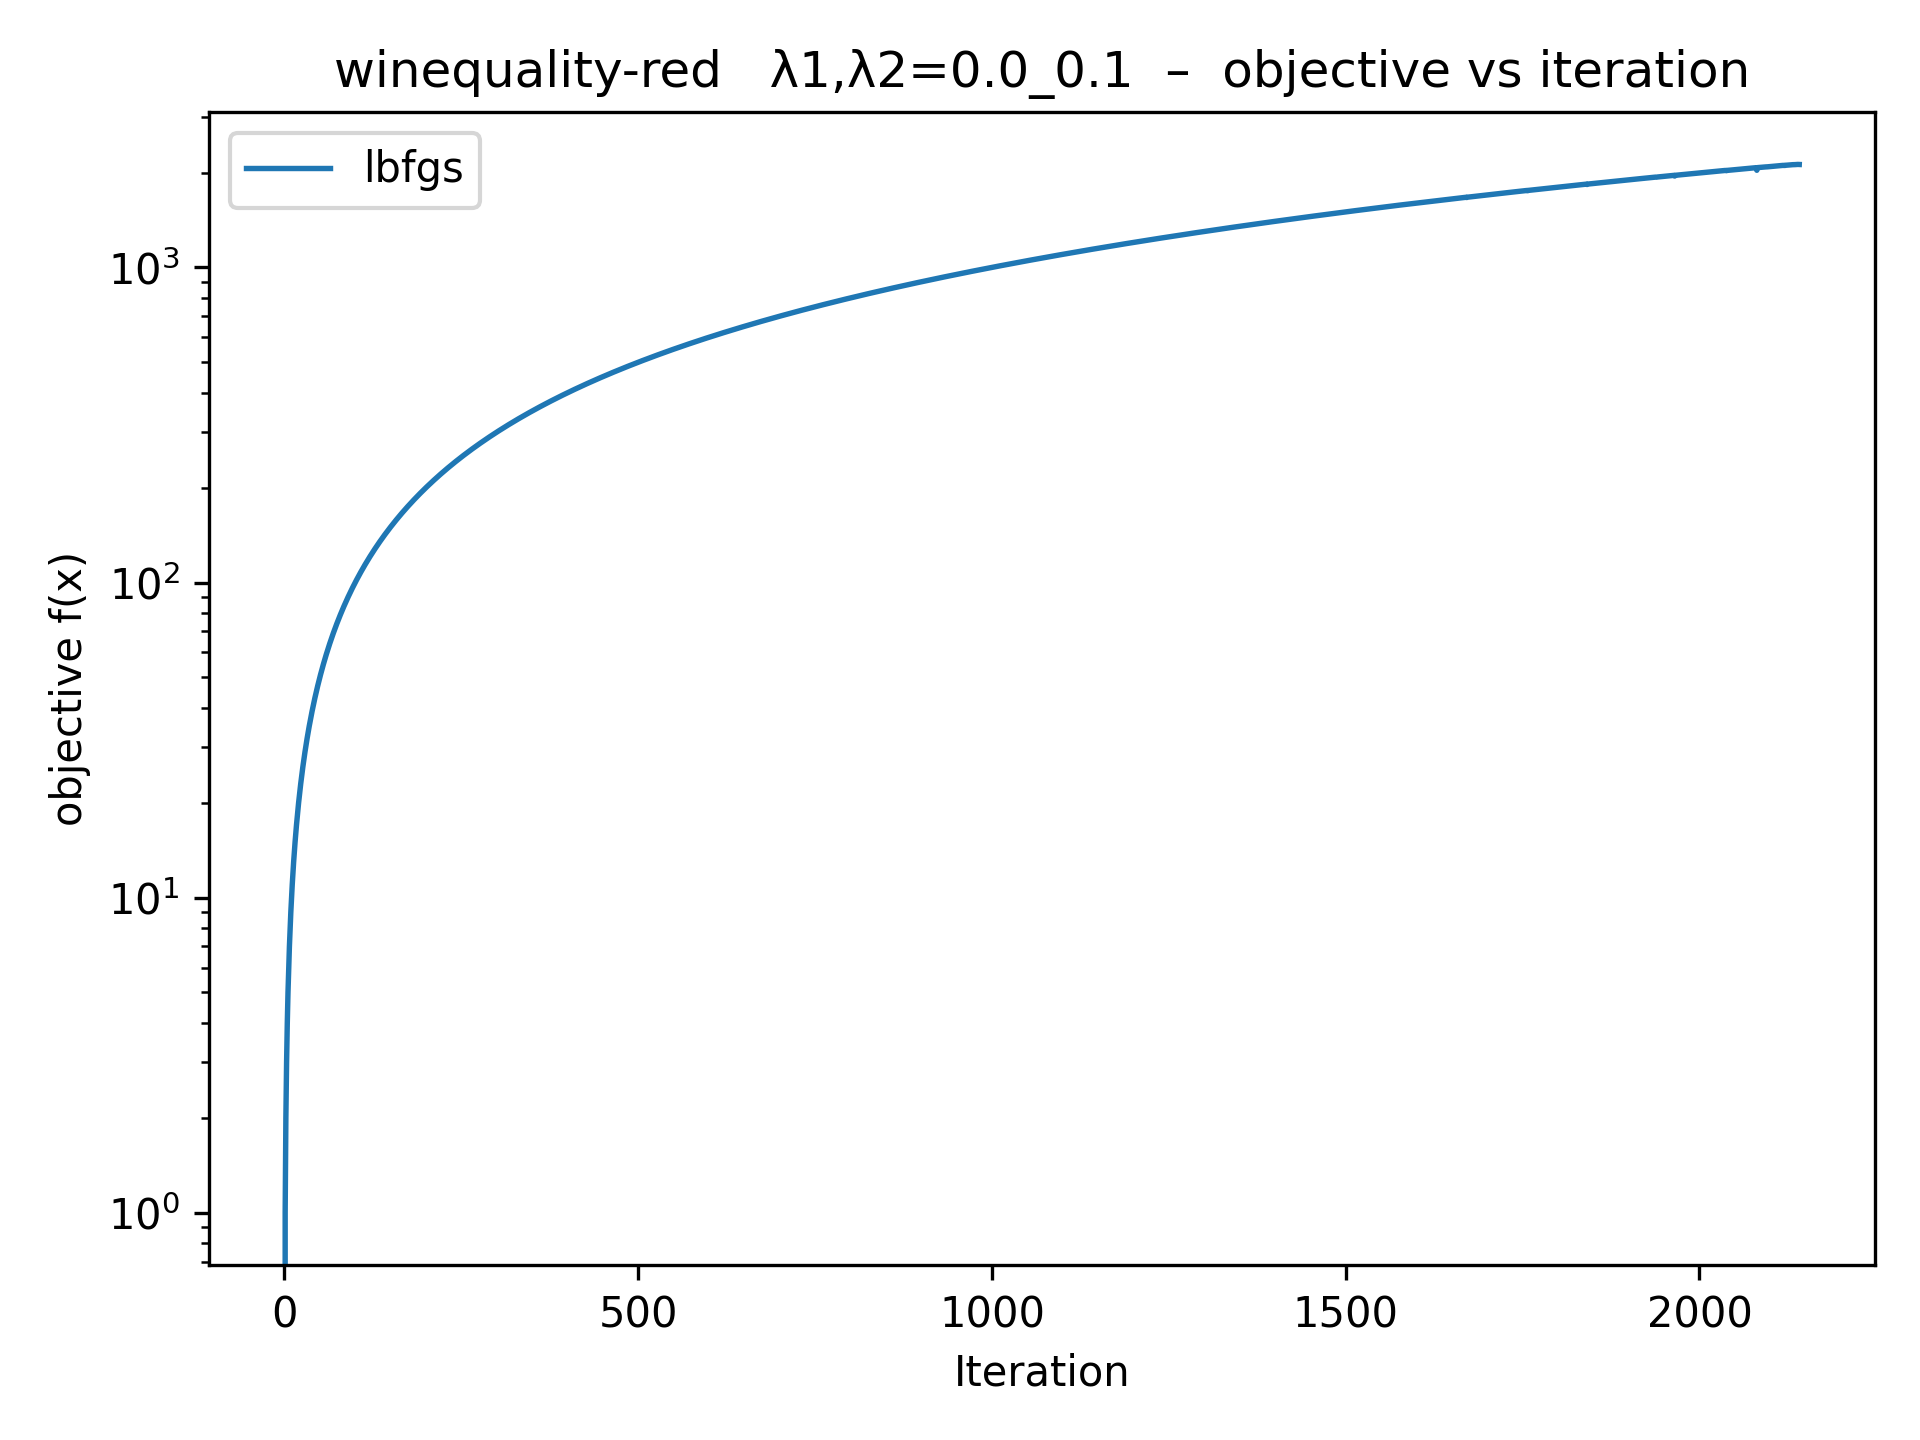 winequality-red λ1,λ2=0.0_0.1 – objective vs iteration
lbfgs
objective f(x)
10³
10²
10¹
10⁰
0 500 1000 1500 2000
Iteration